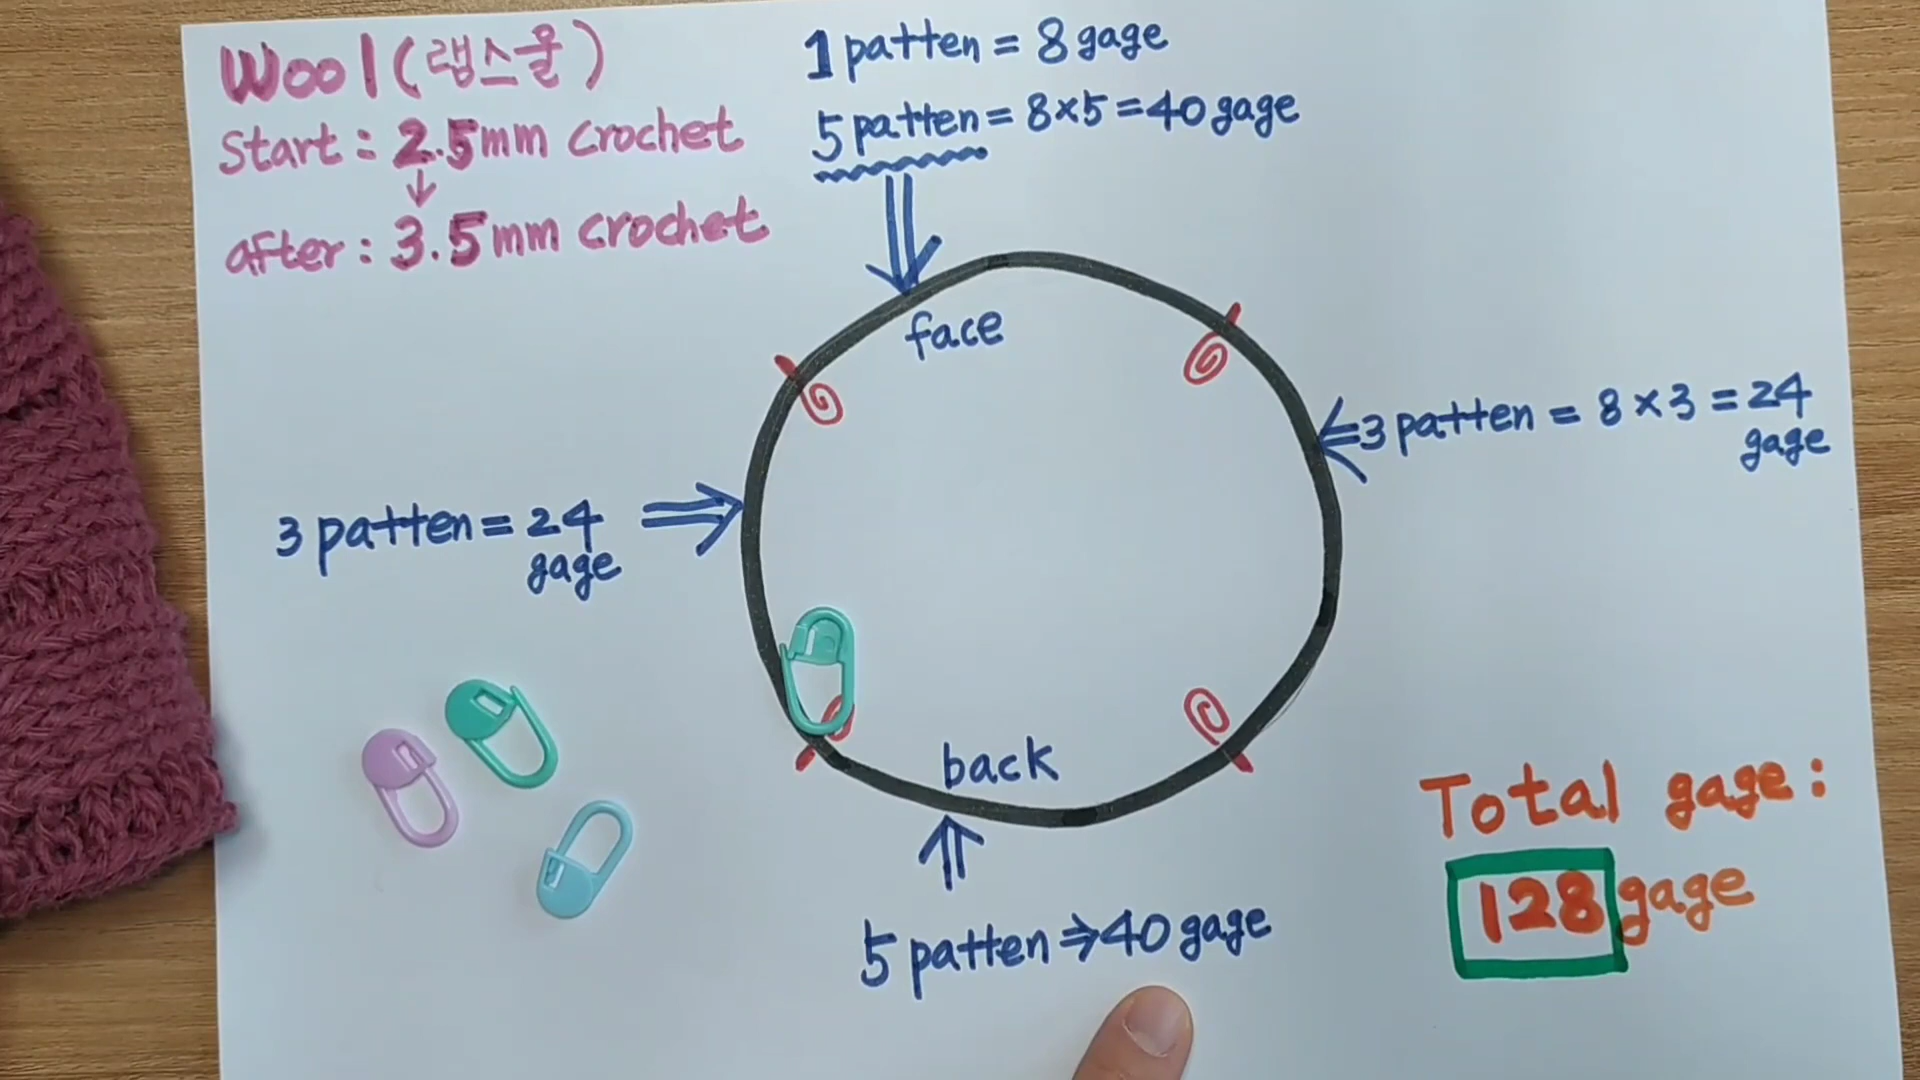 Wool (랩스울)
Start : 2.5mm crochet
after : 3.5mm crochet
1 patten = 8 gage
5 patten = 8×5 = 40 gage
face
3 patten = 8 × 3 = 24
gage
3 patten = 24
gage
back
5 patten ⇒ 40 gage
Total gage :
128 gage